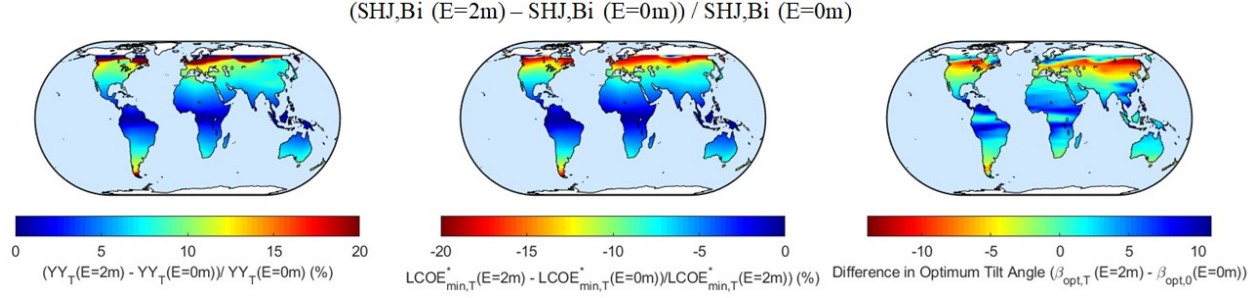 (SHJ,Bi (E=2m) – SHJ,Bi (E=0m)) / SHJ,Bi (E=0m)
0 5 10 15 20
(YY_T(E=2m) - YY_T(E=0m))/ YY_T(E=0m) (%)
-20 -15 -10 -5 0
LCOE*_min,T(E=2m) - LCOE*_min,T(E=0m))/LCOE*_min,T(E=2m)) (%)
-10 -5 0 5 10
Difference in Optimum Tilt Angle (β_opt,T (E=2m) - β_opt,0(E=0m))